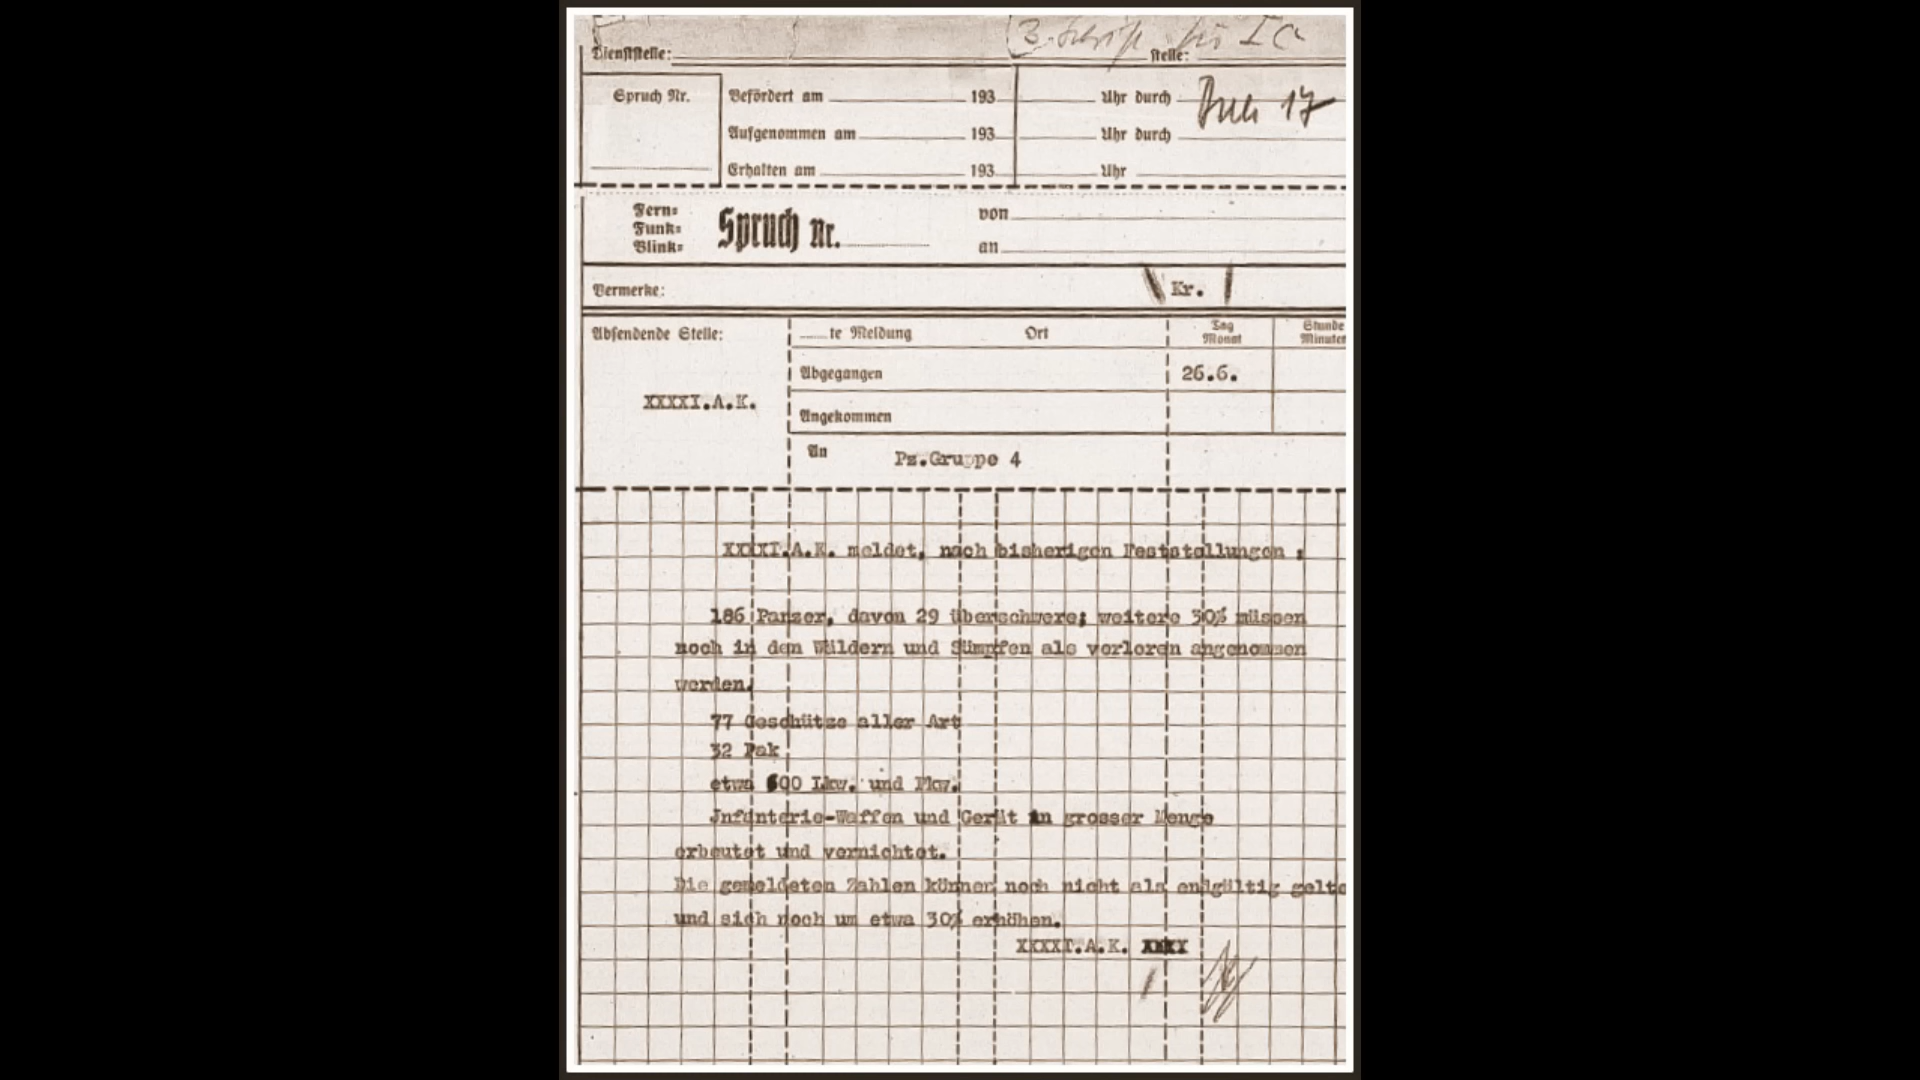 Dienststelle: stelle:
Spruch Nr.
Befördert am 193 Uhr durch
Aufgenommen am 193 Uhr durch
Erhalten am 193 Uhr
Fern=
Funk=
Blink=
Spruch Nr.
von
an
Vermerke: Kr.
Absendende Stelle:
XXXXI.A.K.
te Meldung Ort Tag Monat Stunde Minuten
Abgegangen 26.6.
Angekommen
An Pz.Gruppe 4
XXXXI.A.K. meldet, nach bisherigen Feststellungen :
186 Panzer, davon 29 überschwere; weitere 30% müssen
noch in den Wäldern und Sümpfen als verloren angenommen
werden.
77 Geschütze aller Art
32 Pak
etwa 600 Lkw. und Pkw.
Jnfanterie-Waffen und Gerät in grosser Menge
erbeutet und vernichtet.
Die gemeldeten Zahlen können noch nicht als endgültig gelte
und sich noch um etwa 30% erhöhen.
XXXXI.A.K.